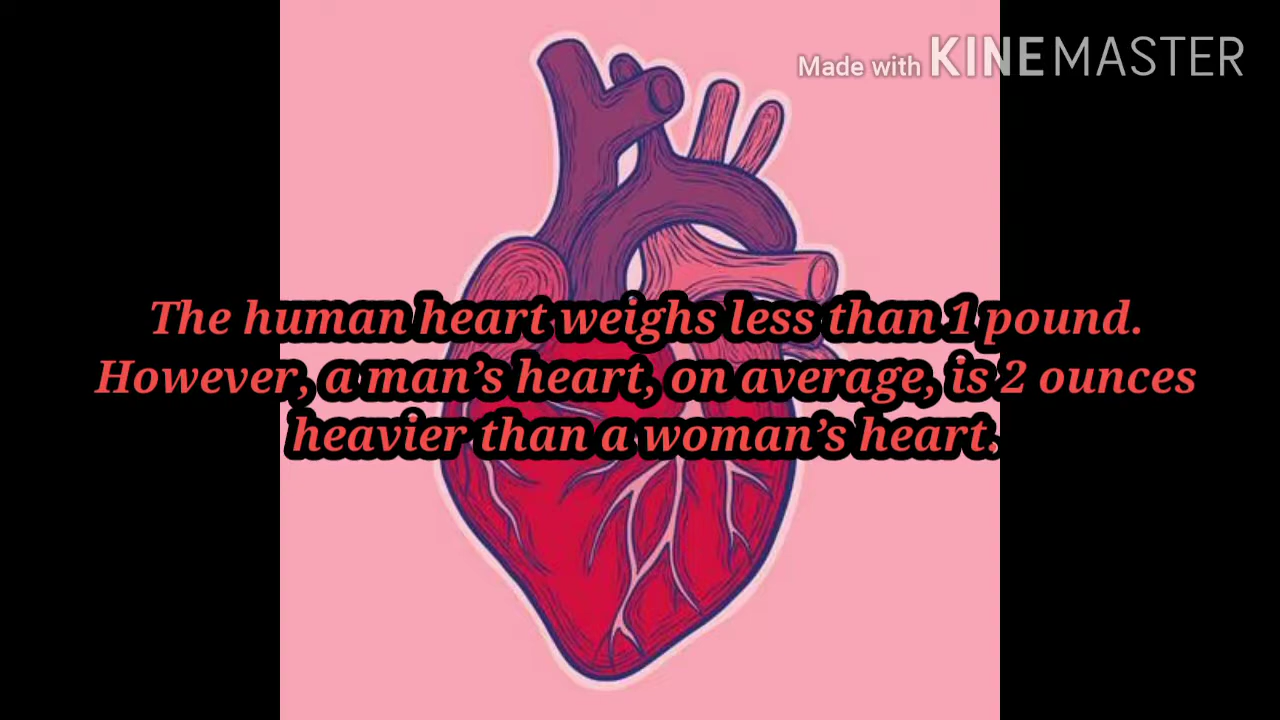 Made with KINEMASTER
The human heart weighs less than 1 pound.
However, a man’s heart, on average, is 2 ounces
heavier than a woman’s heart.